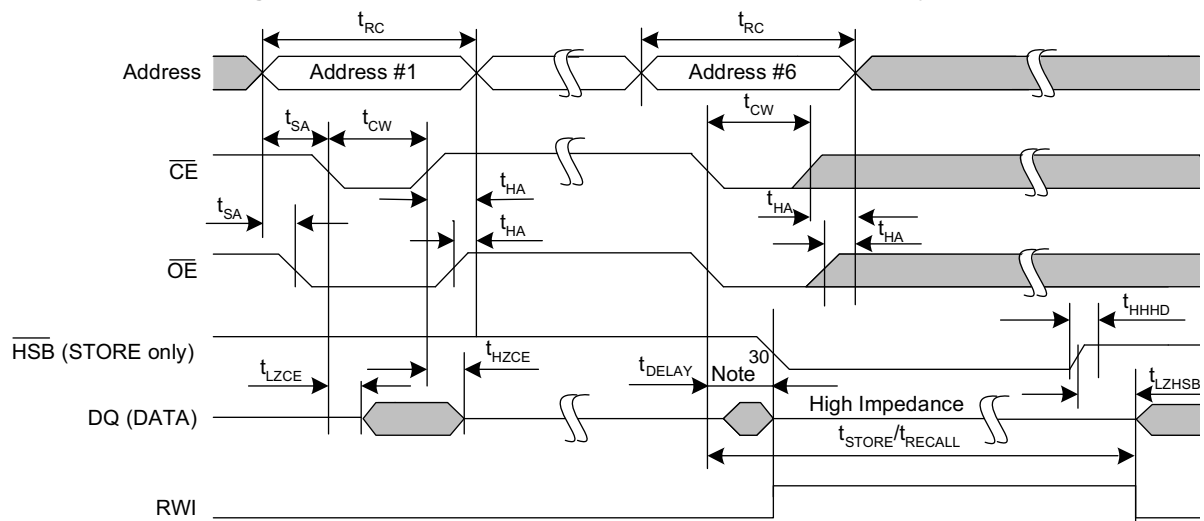 tRC tRC
Address Address #1 Address #6
tSA tCW tCW
CE
tHA
tSA tHA tHA
tHA
OE
tHHHD
HSB (STORE only)
tLZCE tHZCE tDELAY Note 30 tLZHSB
DQ (DATA) High Impedance
tSTORE/tRECALL
RWI